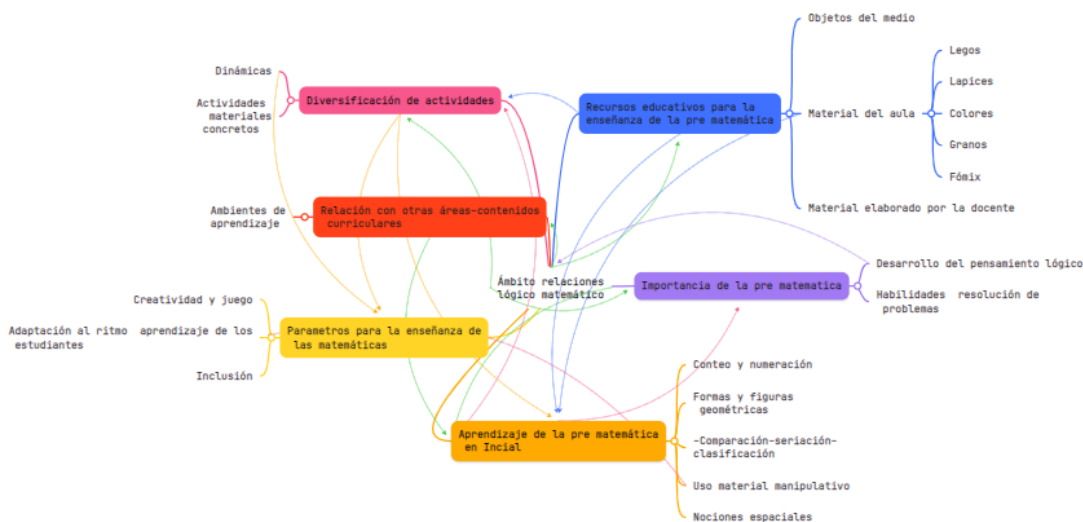 Objetos del medio
Dinámicas
Diversificación de actividades
Actividades
materiales
concretos
Recursos educativos para la
enseñanza de la pre matemática
Material del aula
Legos
Lapices
Colores
Granos
Fómix
Material elaborado por la docente
Ambientes de
aprendizaje
Relación con otras áreas-contenidos
curriculares
Ámbito relaciones
lógico matemático
Importancia de la pre matematica
Desarrollo del pensamiento lógico
Habilidades resolución de
problemas
Creatividad y juego
Adaptación al ritmo aprendizaje de los
estudiantes
Inclusión
Parametros para la enseñanza de
las matemáticas
Aprendizaje de la pre matemática
en Incial
Conteo y numeración
Formas y figuras
geométricas
-Comparación-seriación-
clasificación
Uso material manipulativo
Nociones espaciales